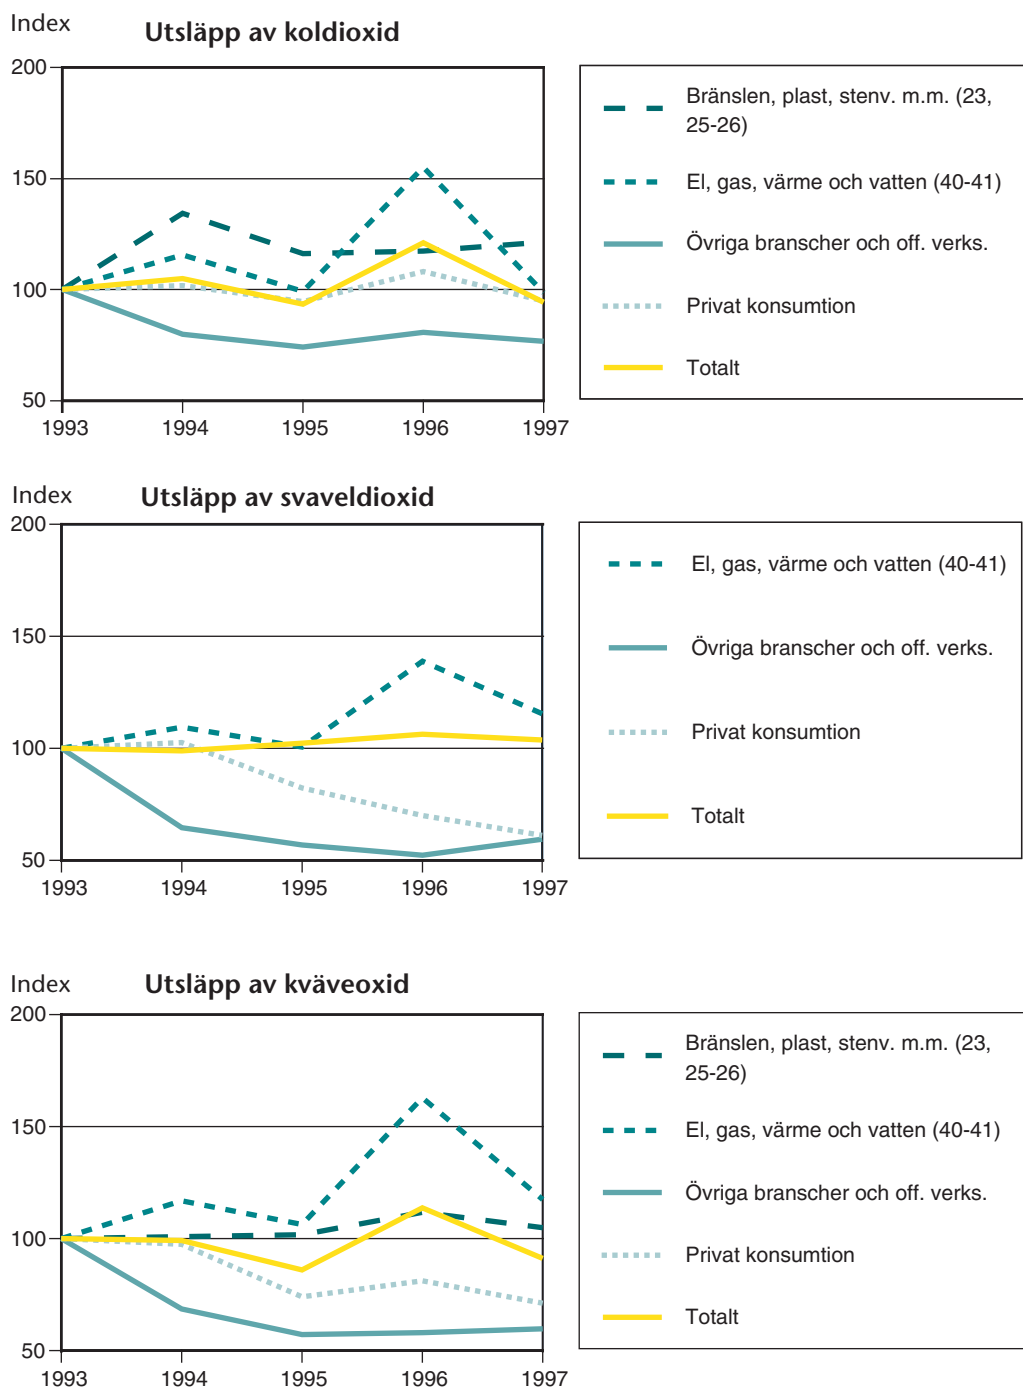 Index
Utsläpp av koldioxid
200
150
100
50
1993
1994
1995
1996
1997
Bränslen, plast, stenv. m.m. (23,
25-26)
El, gas, värme och vatten (40-41)
Övriga branscher och off. verks.
Privat konsumtion
Totalt
Index
Utsläpp av svaveldioxid
200
150
100
50
1993
1994
1995
1996
1997
El, gas, värme och vatten (40-41)
Övriga branscher och off. verks.
Privat konsumtion
Totalt
Index
Utsläpp av kväveoxid
200
150
100
50
1993
1994
1995
1996
1997
Bränslen, plast, stenv. m.m. (23,
25-26)
El, gas, värme och vatten (40-41)
Övriga branscher och off. verks.
Privat konsumtion
Totalt